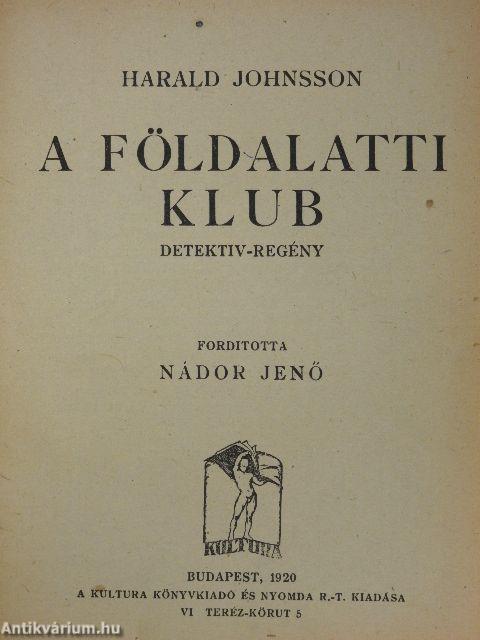 HARALD JOHNSSON
A FÖLDALATTI
KLUB
DETEKTIV-REGÉNY
FORDITOTTA
NÁDOR JENŐ
KULTURA
BUDAPEST, 1920
A KULTURA KÖNYVKIADÓ ÉS NYOMDA R.-T. KIADÁSA
VI TERÉZ-KÖRUT 5
Antikvárium.hu